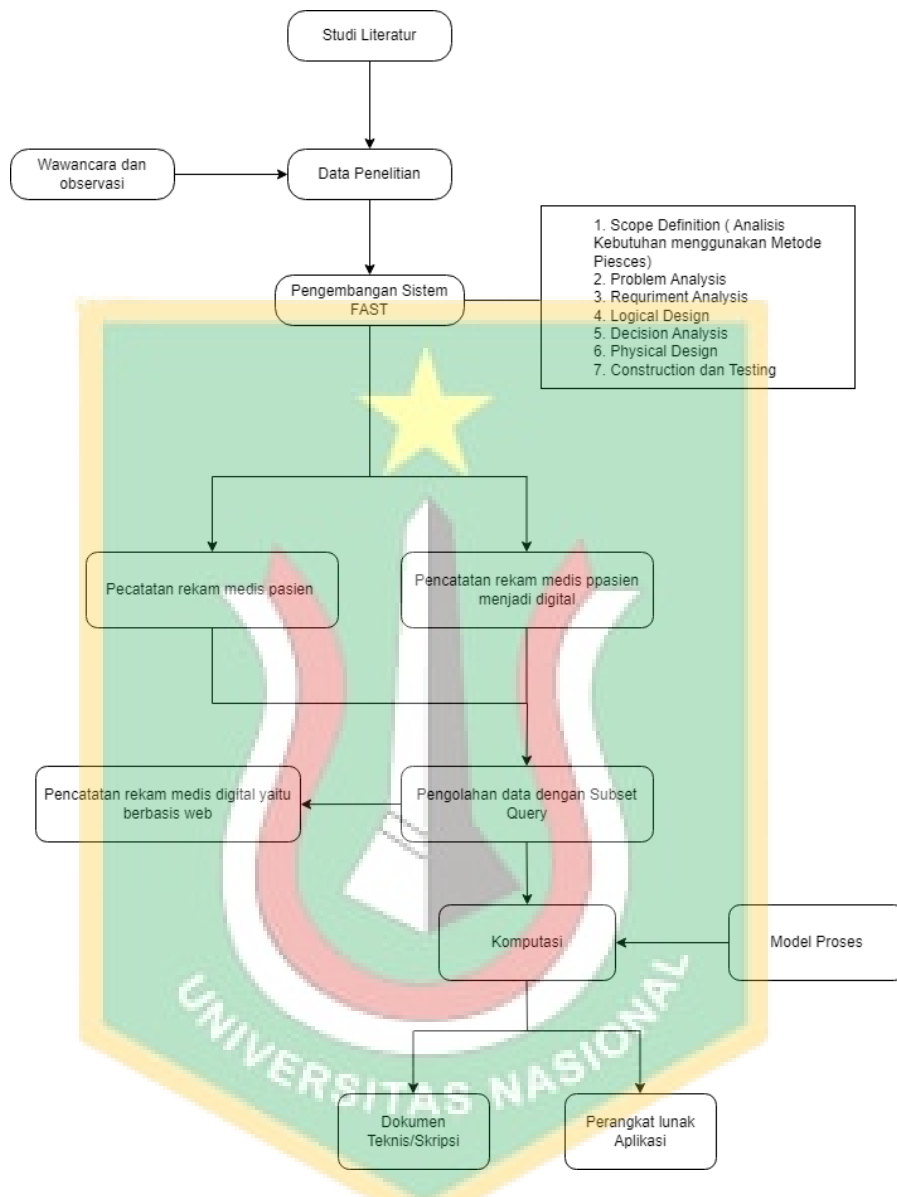 Studi Literatur
Wawancara dan
observasi
Data Penelitian
Pengembangan Sistem
FAST
1. Scope Definition ( Analisis
Kebutuhan menggunakan Metode
Piesces)
2. Problem Analysis
3. Requriment Analysis
4. Logical Design
5. Decision Analysis
6. Physical Design
7. Construction dan Testing
Pecatatan rekam medis pasien
Pencatatan rekam medis ppasien
menjadi digital
Pencatatan rekam medis digital yaitu
berbasis web
Pengolahan data dengan Subset
Query
Komputasi
Model Proses
UNIVERSITAS NASIONAL
Dokumen
Teknis/Skripsi
Perangkat lunak
Aplikasi